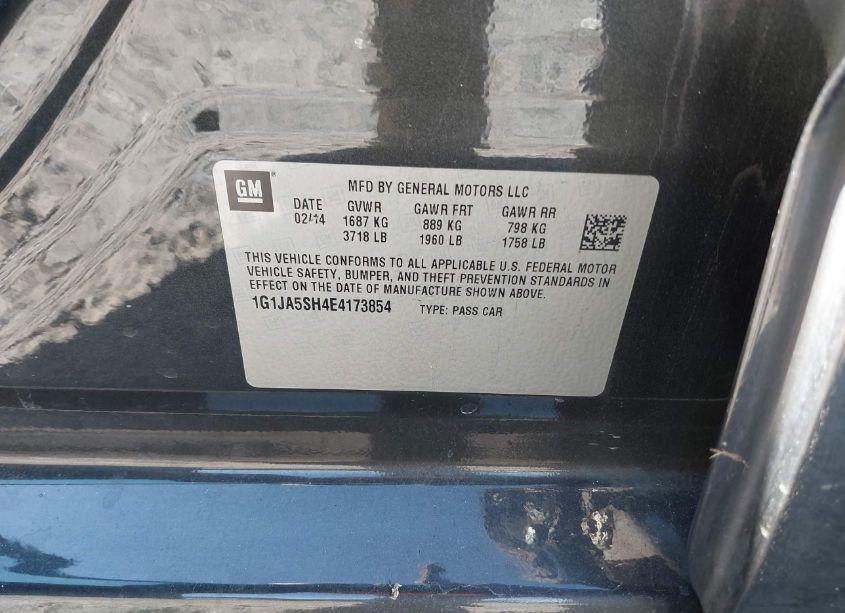 GM
MFD BY GENERAL MOTORS LLC
DATE GVWR GAWR FRT GAWR RR
02/14 1687 KG 889 KG 798 KG
3718 LB 1960 LB 1758 LB
THIS VEHICLE CONFORMS TO ALL APPLICABLE U.S. FEDERAL MOTOR
VEHICLE SAFETY, BUMPER, AND THEFT PREVENTION STANDARDS IN
EFFECT ON THE DATE OF MANUFACTURE SHOWN ABOVE.
1G1JA5SH4E4173854 TYPE: PASS CAR